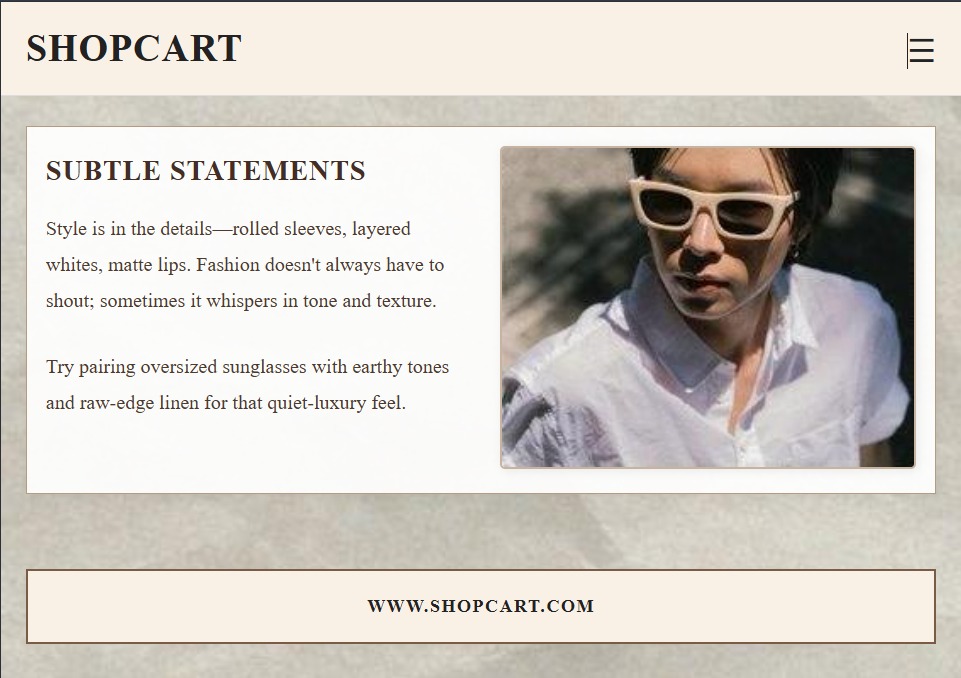 SHOPCART
SUBTLE STATEMENTS
Style is in the details—rolled sleeves, layered
whites, matte lips. Fashion doesn't always have to
shout; sometimes it whispers in tone and texture.
Try pairing oversized sunglasses with earthy tones
and raw-edge linen for that quiet-luxury feel.
WWW.SHOPCART.COM